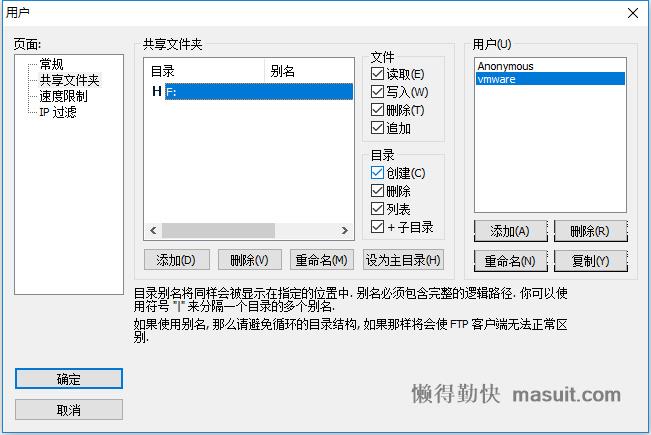 用户
页面:
常规
共享文件夹
速度限制
IP 过滤
共享文件夹
目录 别名
H F:
添加(D) 删除(V) 重命名(M) 设为主目录(H)
文件
读取(E)
写入(W)
删除(T)
追加
目录
创建(C)
删除
列表
+ 子目录
用户(U)
Anonymous
vmware
添加(A) 删除(R)
重命名(N) 复制(Y)
目录别名将同样会被显示在指定的位置中. 别名必须包含完整的逻辑路径. 你可以使
用符号 "|" 来分隔一个目录的多个别名.
如果使用别名, 那么请避免循环的目录结构, 如果那样将会使 FTP 客户端无法正常区
别.
确定
取消
懒得勤快 masuit.com